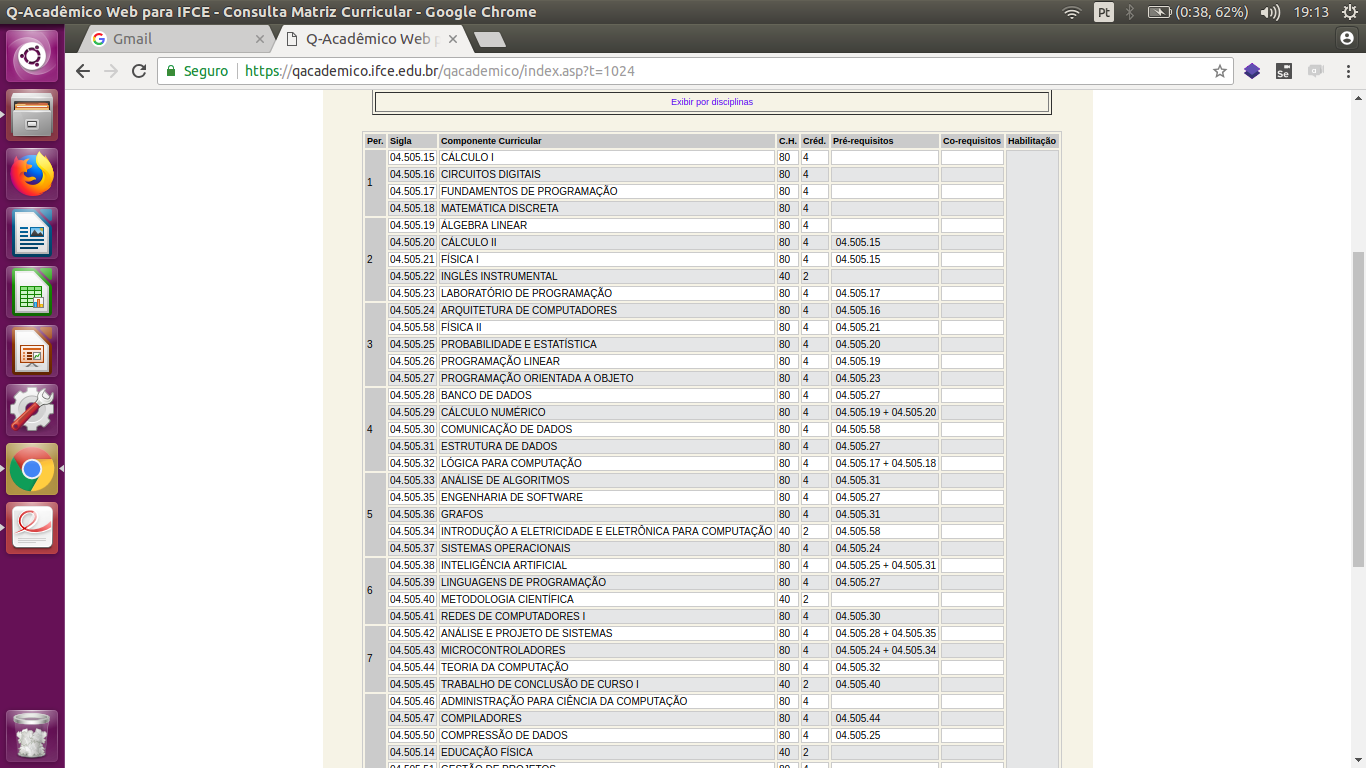 Q-Acadêmico Web para IFCE - Consulta Matriz Curricular - Google Chrome Pt (0:38, 62%) 19:13
Gmail Q-Acadêmico Web p
Seguro https://qacademico.ifce.edu.br/qacademico/index.asp?t=1024
Exibir por disciplinas
Per. Sigla Componente Curricular C.H. Créd. Pré-requisitos Co-requisitos Habilitação
1
04.505.15 CÁLCULO I 80 4
04.505.16 CIRCUITOS DIGITAIS 80 4
04.505.17 FUNDAMENTOS DE PROGRAMAÇÃO 80 4
04.505.18 MATEMÁTICA DISCRETA 80 4
2
04.505.19 ÁLGEBRA LINEAR 80 4
04.505.20 CÁLCULO II 80 4 04.505.15
04.505.21 FÍSICA I 80 4 04.505.15
04.505.22 INGLÊS INSTRUMENTAL 40 2
04.505.23 LABORATÓRIO DE PROGRAMAÇÃO 80 4 04.505.17
3
04.505.24 ARQUITETURA DE COMPUTADORES 80 4 04.505.16
04.505.58 FÍSICA II 80 4 04.505.21
04.505.25 PROBABILIDADE E ESTATÍSTICA 80 4 04.505.20
04.505.26 PROGRAMAÇÃO LINEAR 80 4 04.505.19
04.505.27 PROGRAMAÇÃO ORIENTADA A OBJETO 80 4 04.505.23
4
04.505.28 BANCO DE DADOS 80 4 04.505.27
04.505.29 CÁLCULO NUMÉRICO 80 4 04.505.19 + 04.505.20
04.505.30 COMUNICAÇÃO DE DADOS 80 4 04.505.58
04.505.31 ESTRUTURA DE DADOS 80 4 04.505.27
04.505.32 LÓGICA PARA COMPUTAÇÃO 80 4 04.505.17 + 04.505.18
5
04.505.33 ANÁLISE DE ALGORITMOS 80 4 04.505.31
04.505.35 ENGENHARIA DE SOFTWARE 80 4 04.505.27
04.505.36 GRAFOS 80 4 04.505.31
04.505.34 INTRODUÇÃO A ELETRICIDADE E ELETRÔNICA PARA COMPUTAÇÃO 40 2 04.505.58
04.505.37 SISTEMAS OPERACIONAIS 80 4 04.505.24
6
04.505.38 INTELIGÊNCIA ARTIFICIAL 80 4 04.505.25 + 04.505.31
04.505.39 LINGUAGENS DE PROGRAMAÇÃO 80 4 04.505.27
04.505.40 METODOLOGIA CIENTÍFICA 40 2
04.505.41 REDES DE COMPUTADORES I 80 4 04.505.30
7
04.505.42 ANÁLISE E PROJETO DE SISTEMAS 80 4 04.505.28 + 04.505.35
04.505.43 MICROCONTROLADORES 80 4 04.505.24 + 04.505.34
04.505.44 TEORIA DA COMPUTAÇÃO 80 4 04.505.32
04.505.45 TRABALHO DE CONCLUSÃO DE CURSO I 40 2 04.505.40
04.505.46 ADMINISTRAÇÃO PARA CIÊNCIA DA COMPUTAÇÃO 80 4
04.505.47 COMPILADORES 80 4 04.505.44
04.505.50 COMPRESSÃO DE DADOS 80 4 04.505.25
04.505.14 EDUCAÇÃO FÍSICA 40 2
04.505.51 GESTÃO DE PROJETOS 80 4